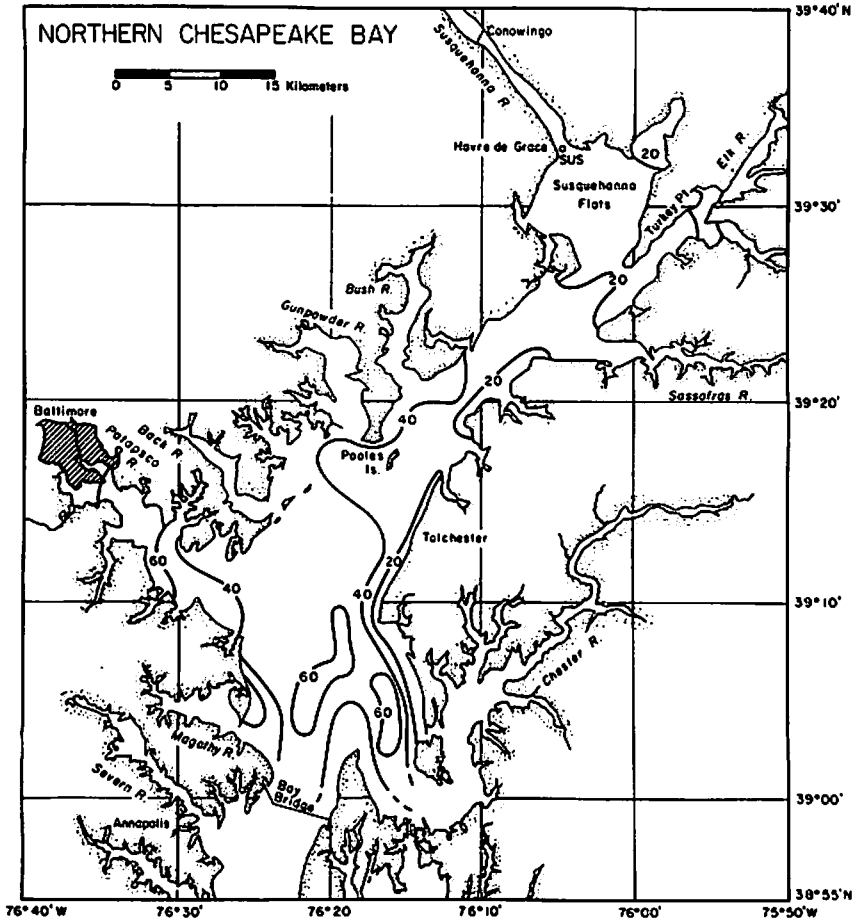 39°40'
NORTHERN CHESAPEAKE BAY
Conowingo
Susquehanna R.
0 5 10 15 Kilometers
Havre de Grace
SUS
20
Elk R.
Susquehanna
Flats
Turkey Pt.
39°30'
20
Bush R.
Gunpowder R.
20
Sassafras R.
39°20'
40
Baltimore
Back R.
Patapsco
R.
Pooles
Is.
Tolchester
60
20
40
40
39°10'
60
Chester R.
60
Magothy R.
Severn R.
Bay
Bridge
39°00'
Annapolis
38°55'N
76°40'W
76°30'
76°20'
76°10'
76°00'
75°50'